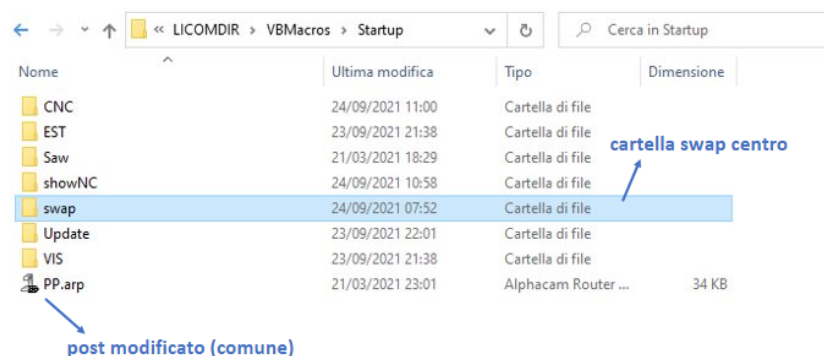 « LICOMDIR > VBMacros > Startup
Cerca in Startup
Nome Ultima modifica Tipo Dimensione
CNC 24/09/2021 11:00 Cartella di file
EST 23/09/2021 21:38 Cartella di file
Saw 21/03/2021 18:29 Cartella di file
showNC 24/09/2021 10:58 Cartella di file
swap 24/09/2021 07:52 Cartella di file
Update 23/09/2021 22:01 Cartella di file
VIS 23/09/2021 21:38 Cartella di file
PP.arp 21/03/2021 23:01 Alphacam Router ... 34 KB
cartella swap centro
post modificato (comune)